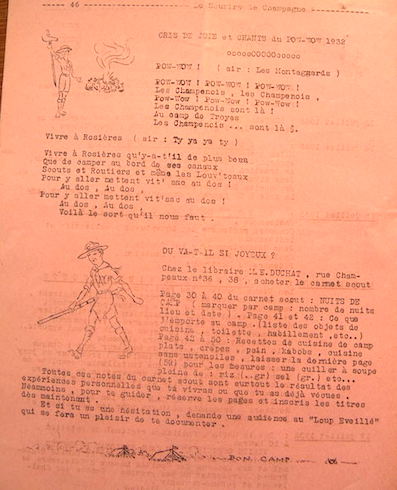 46 Le Sourire de Champagne
CRIS DE JOIE et CHANTS du POW-WOW 1932
oooooOOOOOooooo
POW-WOW ! ( air : Les Montagnards )
POW-WOW ! POW-WOW ! POW-WOW !
Les Champenois , les Champenois ,
POW-WOW ! POW-WOW ! POW-WOW !
Les Champenois sont là !
Au camp de Troyes
Les Champenois ... sont là §.
Vivre à Rosières ( air : Ty ya ya ty )
Vivre à Rosières qu'y-a-t'il de plus beau
Que de camper au bord de ses canaux
Scouts et Routiers et même les Louv'teaux
Pour y aller mettent vit' sac au dos !
Au dos , Au dos ,
Pour y aller mettent vit'sac au dos !
Au dos , Au dos ,
Voilà le sort qu'il nous faut .
OU VA-T-IL SI JOYEUX ?
Chez le libraire DUCHAT , rue Cham-
peaux n°36 , 38 , acheter le carnet scout
Page 30 à 40 du carnet scout : NUITS DE
CAMP , ( marquer par camp : nombre de nuits
lieu et date ) . Page 41 et 42 : Ce que
j'emporte au camp .(liste des objets de
cuisine , toilette , habillement ,etc..)
Page 42 à 50 : Recettes de cuisine de camp
plats , crêpes , pain , kabobs , cuisine
sans ustensiles . laisser la dernière page
(50) pour les mesures : une cuiller à soupe
pleine de : riz (..gr) sel (gr.) etc...
Toutes ces notes du carnet scout sont surtout le résultat des
expériences personnelles que tu vivras ou que tu as déjà vécues .
Néanmoins , pour te guider , réserve les pages et inscris les titres
dès maintenant .
Et si tu as une hésitation , demande une audience au "Loup Eveillé"
qui se fera un plaisir de te documenter .
BON CAMP